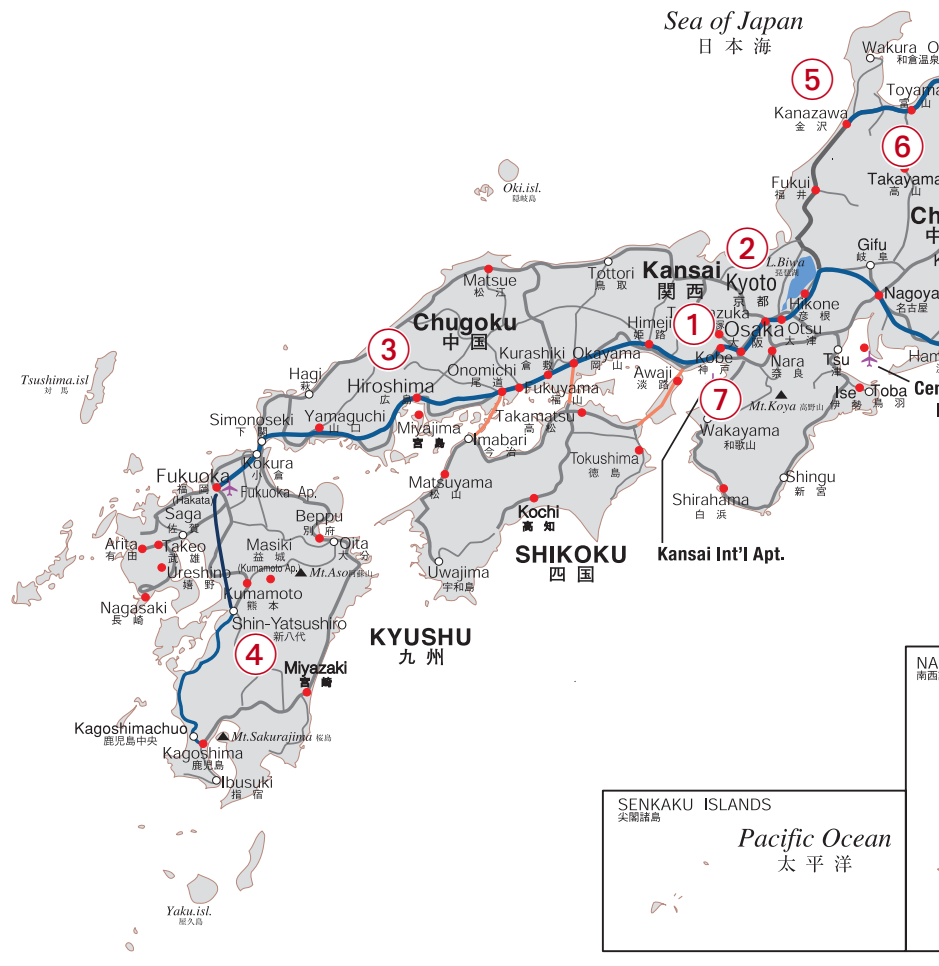 Sea of Japan
日本海
Wakura O
和倉温泉
5
Toyama
富山
Kanazawa
金沢
6
Takayama
高山
Fukui
福井
Oki.isl.
隠岐島
Ch
中
2
Gifu
岐阜
L.Biwa
琵琶湖
Kansai
関西
Kyoto
京都
Tottori
鳥取
Matsue
松江
Nagoya
名古屋
Hikone
彦根
Chugoku
中国
Himeji
姫路
1
Osaka
大阪
Otsu
大津
3
Kurashiki
倉敷
Okayama
岡山
Kobe
神戸
Nara
奈良
Tsu
津
Ham
Tsushima.isl
対馬
Hagi
萩
Hiroshima
広島
Onomichi
尾道
Fukuyama
福山
Awaji
淡路
7
Mt.Koya 高野山
Ise
伊勢
Toba
鳥羽
Cen
Simonoseki
下関
Yamaguchi
山口
Miyajima
宮島
Takamatsu
高松
Imabari
今治
Wakayama
和歌山
Kokura
小倉
Fukuoka
福岡
(Hakata)
Fukuoka Ap.
Tokushima
徳島
Matsuyama
松山
Shingu
新宮
Shirahama
白浜
Saga
佐賀
Beppu
別府
Kochi
高知
Arita
有田
Takeo
武雄
Masiki
益城
(Kumamoto Ap.)
Oita
大分
SHIKOKU
四国
Kansai Int'l Apt.
Ureshino
嬉野
Mt.Aso 阿蘇山
Uwajima
宇和島
Kumamoto
熊本
Nagasaki
長崎
Shin-Yatsushiro
新八代
KYUSHU
九州
4
Miyazaki
宮崎
NA
南西
Kagoshimachuo
鹿児島中央
Mt.Sakurajima 桜島
Kagoshima
鹿児島
Ibusuki
指宿
SENKAKU ISLANDS
尖閣諸島
Pacific Ocean
太平洋
Yaku.isl.
屋久島